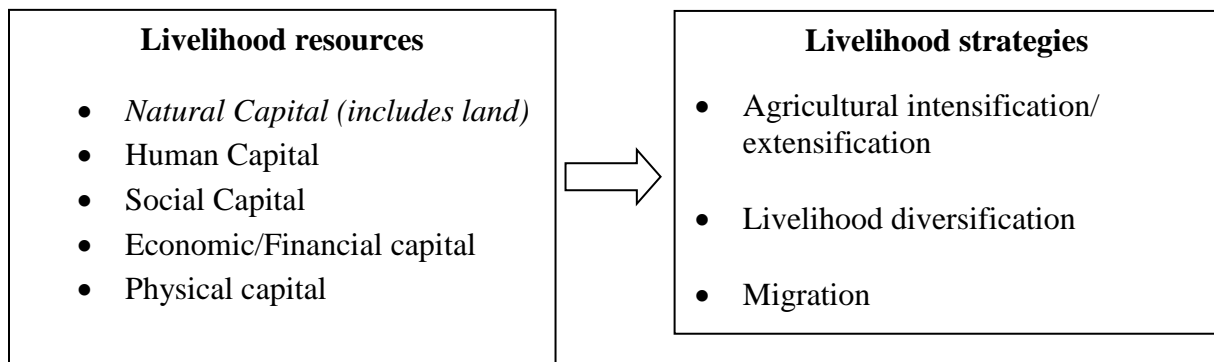 Livelihood resources
• Natural Capital (includes land)
• Human Capital
• Social Capital
• Economic/Financial capital
• Physical capital
Livelihood strategies
• Agricultural intensification/
extensification
• Livelihood diversification
• Migration